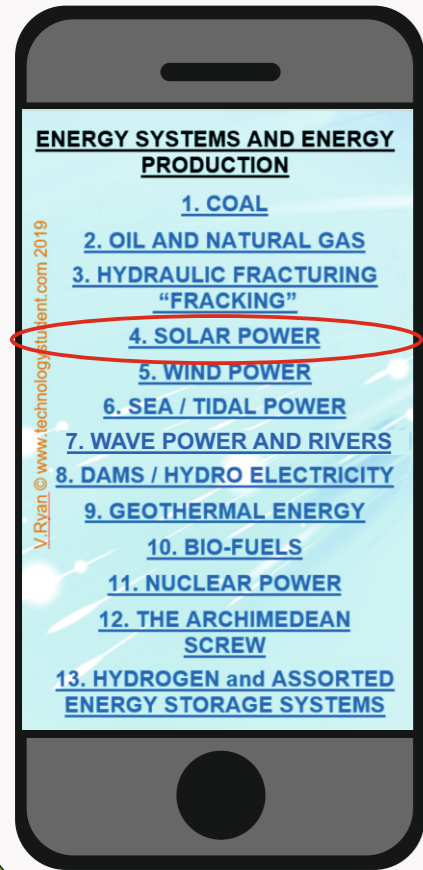 ENERGY SYSTEMS AND ENERGY
PRODUCTION
1. COAL
2. OIL AND NATURAL GAS
3. HYDRAULIC FRACTURING
“FRACKING”
4. SOLAR POWER
5. WIND POWER
6. SEA / TIDAL POWER
7. WAVE POWER AND RIVERS
8. DAMS / HYDRO ELECTRICITY
9. GEOTHERMAL ENERGY
10. BIO-FUELS
11. NUCLEAR POWER
12. THE ARCHIMEDEAN
SCREW
13. HYDROGEN and ASSORTED
ENERGY STORAGE SYSTEMS
V.Ryan © www.technologystudent.com 2019